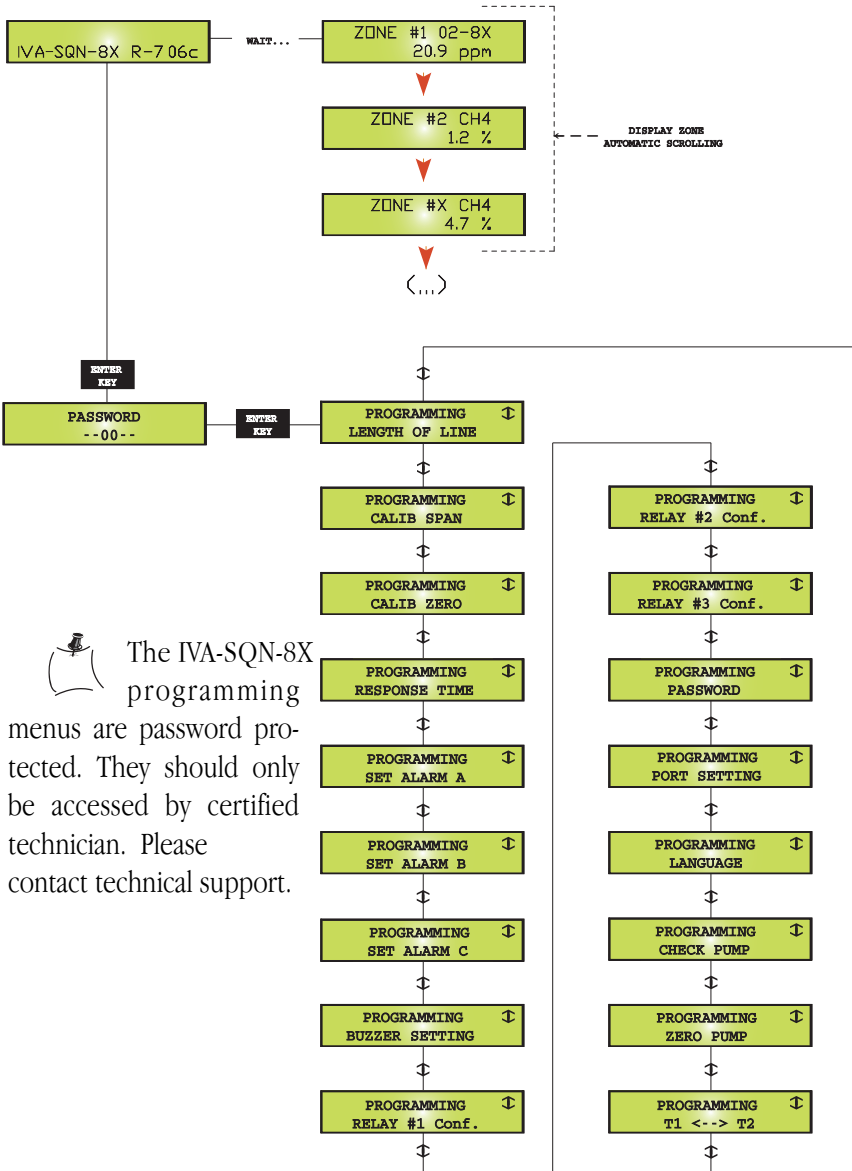 IVA-SQN-8X R-706c
WAIT...
ZONE #1 02-8X
20.9 ppm
ZONE #2 CH4
1.2 %
ZONE #X CH4
4.7 %
(...)
DISPLAY ZONE
AUTOMATIC SCROLLING
ENTER
KEY
PASSWORD
--00--
ENTER
KEY
PROGRAMMING
LENGTH OF LINE
PROGRAMMING
CALIB SPAN
PROGRAMMING
CALIB ZERO
PROGRAMMING
RESPONSE TIME
PROGRAMMING
SET ALARM A
PROGRAMMING
SET ALARM B
PROGRAMMING
SET ALARM C
PROGRAMMING
BUZZER SETTING
PROGRAMMING
RELAY #1 Conf.
PROGRAMMING
RELAY #2 Conf.
PROGRAMMING
RELAY #3 Conf.
PROGRAMMING
PASSWORD
PROGRAMMING
PORT SETTING
PROGRAMMING
LANGUAGE
PROGRAMMING
CHECK PUMP
PROGRAMMING
ZERO PUMP
PROGRAMMING
T1 <--> T2
The IVA-SQN-8X
programming
menus are password pro-
tected. They should only
be accessed by certified
technician. Please
contact technical support.